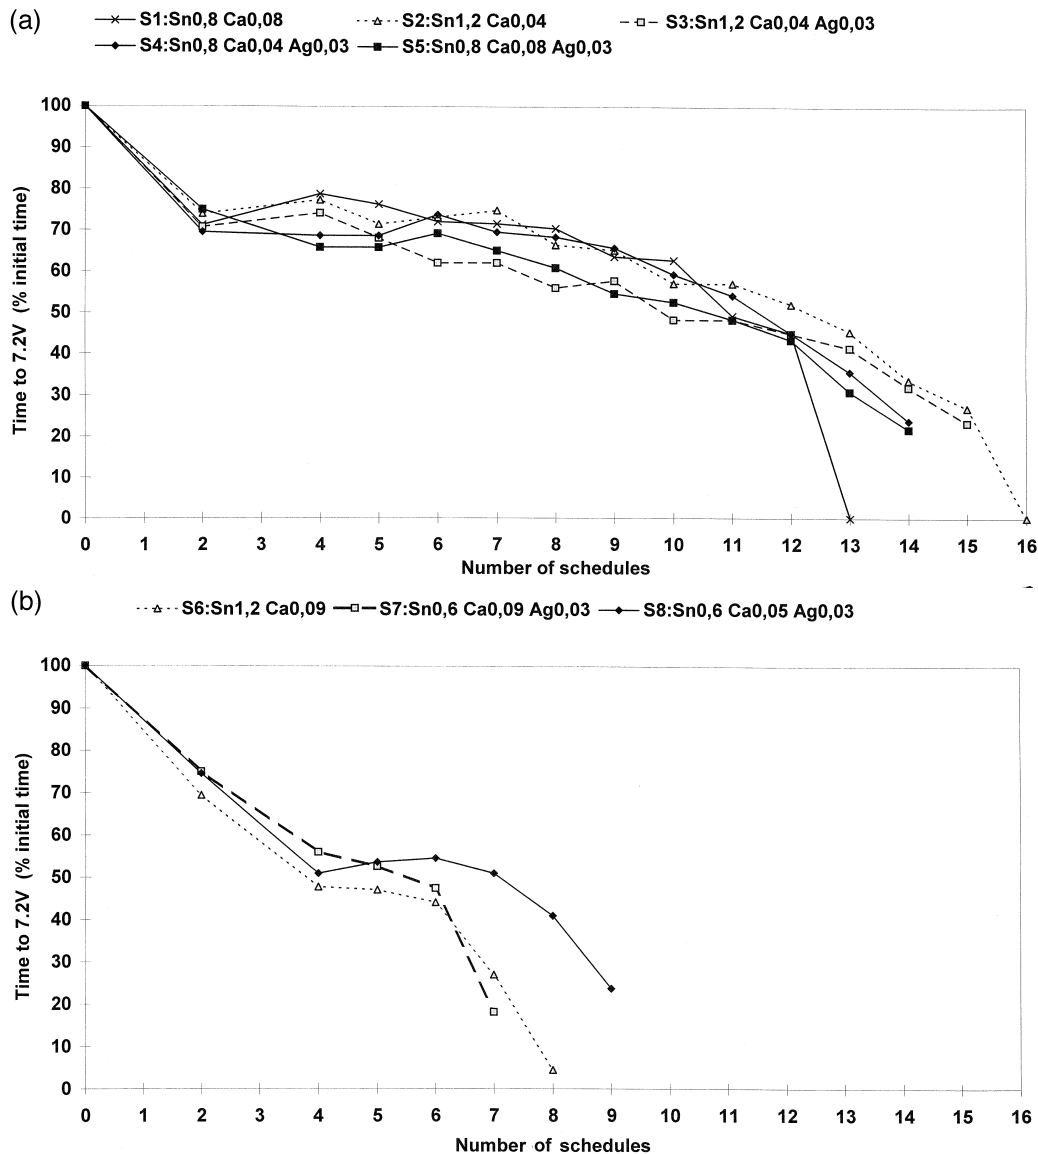 (a)
S1:Sn0,8 Ca0,08 S2:Sn1,2 Ca0,04 S3:Sn1,2 Ca0,04 Ag0,03
S4:Sn0,8 Ca0,04 Ag0,03 S5:Sn0,8 Ca0,08 Ag0,03
Time to 7.2V (% initial time)
100
90
80
70
60
50
40
30
20
10
0
0 1 2 3 4 5 6 7 8 9 10 11 12 13 14 15 16
Number of schedules
(b)
S6:Sn1,2 Ca0,09 S7:Sn0,6 Ca0,09 Ag0,03 S8:Sn0,6 Ca0,05 Ag0,03
Time to 7.2V (% initial time)
100
90
80
70
60
50
40
30
20
10
0
0 1 2 3 4 5 6 7 8 9 10 11 12 13 14 15 16
Number of schedules